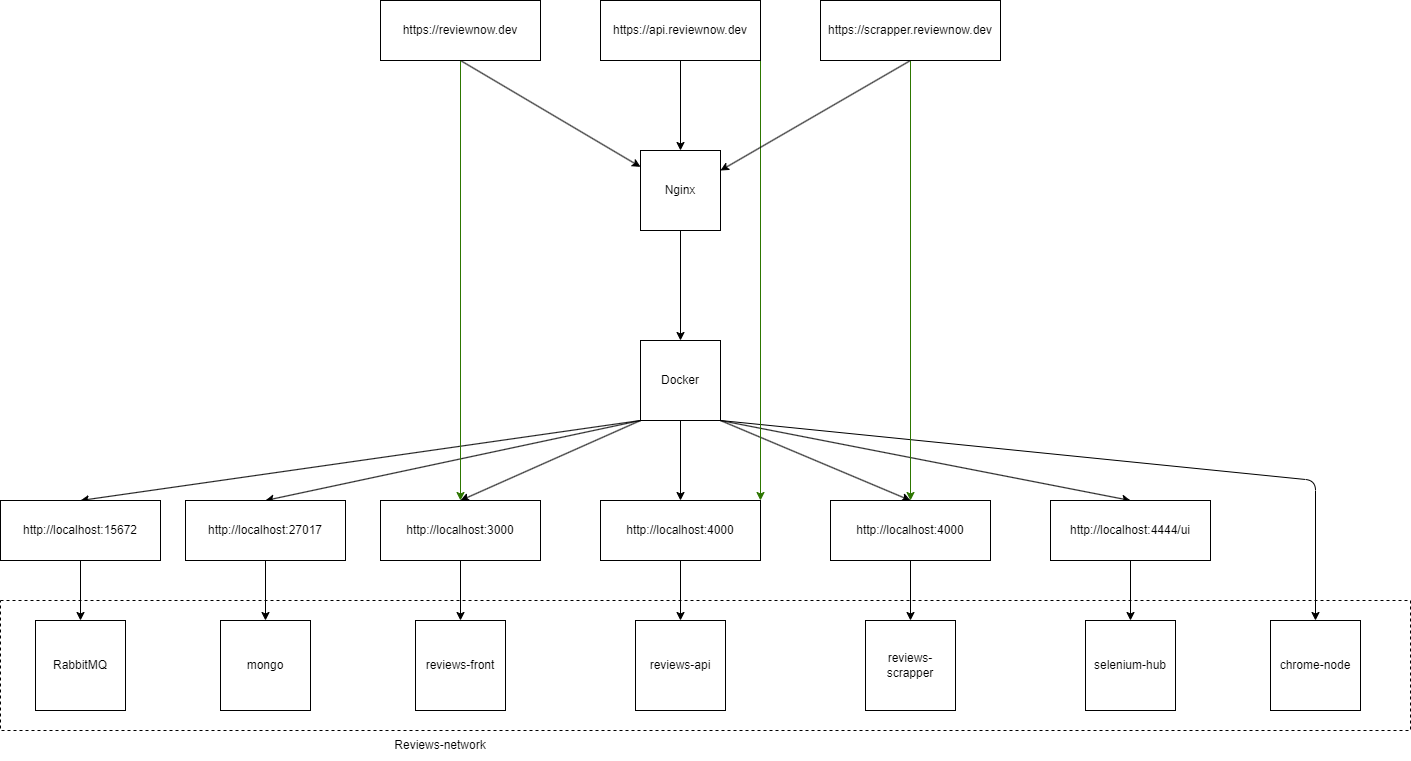 https://reviewnow.dev
https://api.reviewnow.dev
https://scrapper.reviewnow.dev
Nginx
Docker
http://localhost:15672
http://localhost:27017
http://localhost:3000
http://localhost:4000
http://localhost:4000
http://localhost:4444/ui
RabbitMQ
mongo
reviews-front
reviews-api
reviews-
scrapper
selenium-hub
chrome-node
Reviews-network